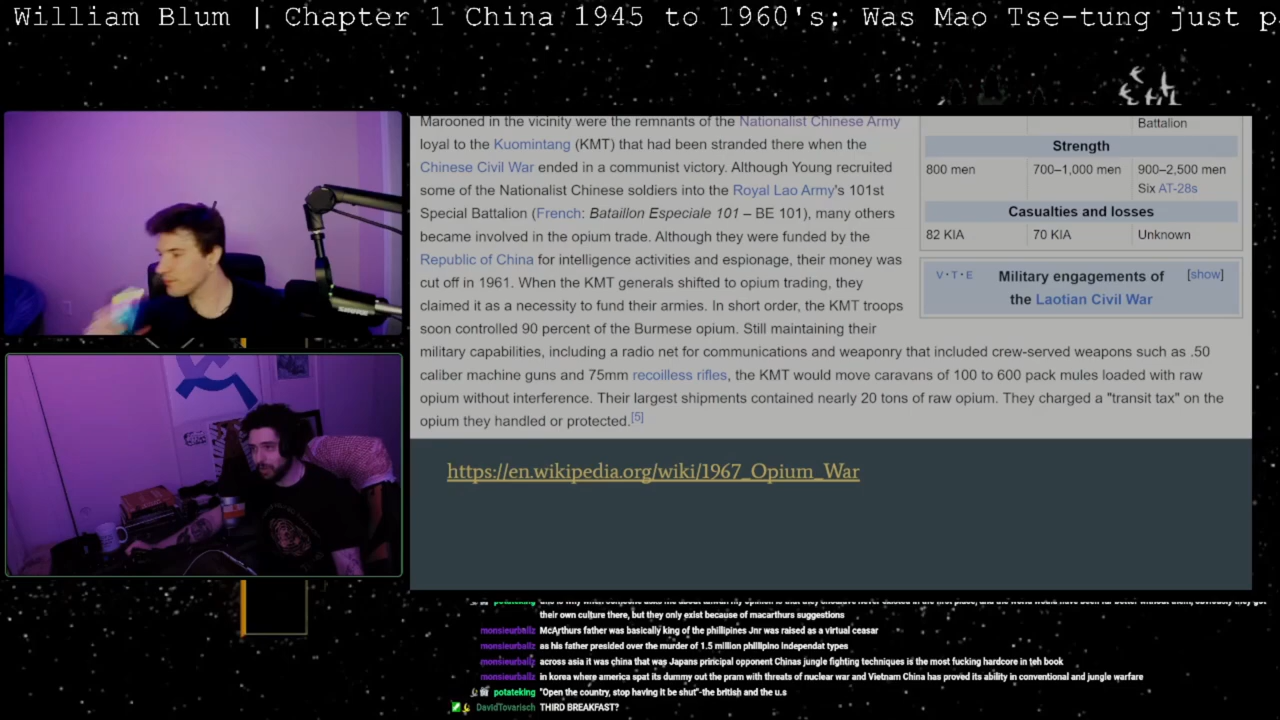 William Blum | Chapter 1 China 1945 to 1960's: Was Mao Tse-tung just p
Marooned in the vicinity were the remnants of the Nationalist Chinese Army
loyal to the Kuomintang (KMT) that had been stranded there when the
Chinese Civil War ended in a communist victory. Although Young recruited
some of the Nationalist Chinese soldiers into the Royal Lao Army's 101st
Special Battalion (French: Bataillon Especiale 101 – BE 101), many others
became involved in the opium trade. Although they were funded by the
Republic of China for intelligence activities and espionage, their money was
cut off in 1961. When the KMT generals shifted to opium trading, they
claimed it as a necessity to fund their armies. In short order, the KMT troops
soon controlled 90 percent of the Burmese opium. Still maintaining their
military capabilities, including a radio net for communications and weaponry that included crew-served weapons such as .50
caliber machine guns and 75mm recoilless rifles, the KMT would move caravans of 100 to 600 pack mules loaded with raw
opium without interference. Their largest shipments contained nearly 20 tons of raw opium. They charged a "transit tax" on the
opium they handled or protected.[5]
Battalion
Strength
800 men 700–1,000 men 900–2,500 men
Six AT-28s
Casualties and losses
82 KIA 70 KIA Unknown
V·T·E Military engagements of [show]
the Laotian Civil War
https://en.wikipedia.org/wiki/1967_Opium_War
potateking
their own culture there, but they only exist because of macarthurs suggestions
monsieurballz McArthurs father was basically king of the phillipines Jnr was raised as a virtual ceasar
monsieurballz as his father presided over the murder of 1.5 million phillipino independat types
monsieurballz across asia it was china that was Japans principal opponent Chinas jungle fighting techniques is the most fucking hardcore in teh book
monsieurballz in korea where america spat its dummy out the pram with threats of nuclear war and Vietnam China has proved its ability in conventional and jungle warfare
potateking "Open the country, stop having it be shut"-the british and the u.s
DavidTovarisch THIRD BREAKFAST?